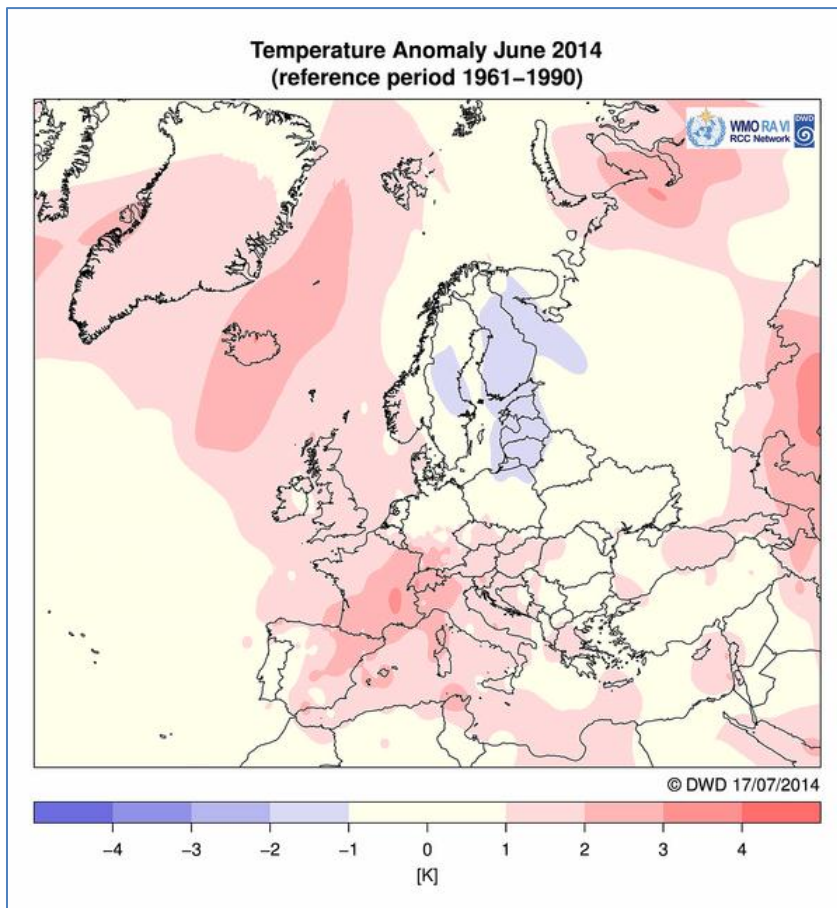 Temperature Anomaly June 2014
(reference period 1961−1990)
WMO RA VI
RCC Network
DWD
© DWD 17/07/2014
−4 −3 −2 −1 0 1 2 3 4
[K]